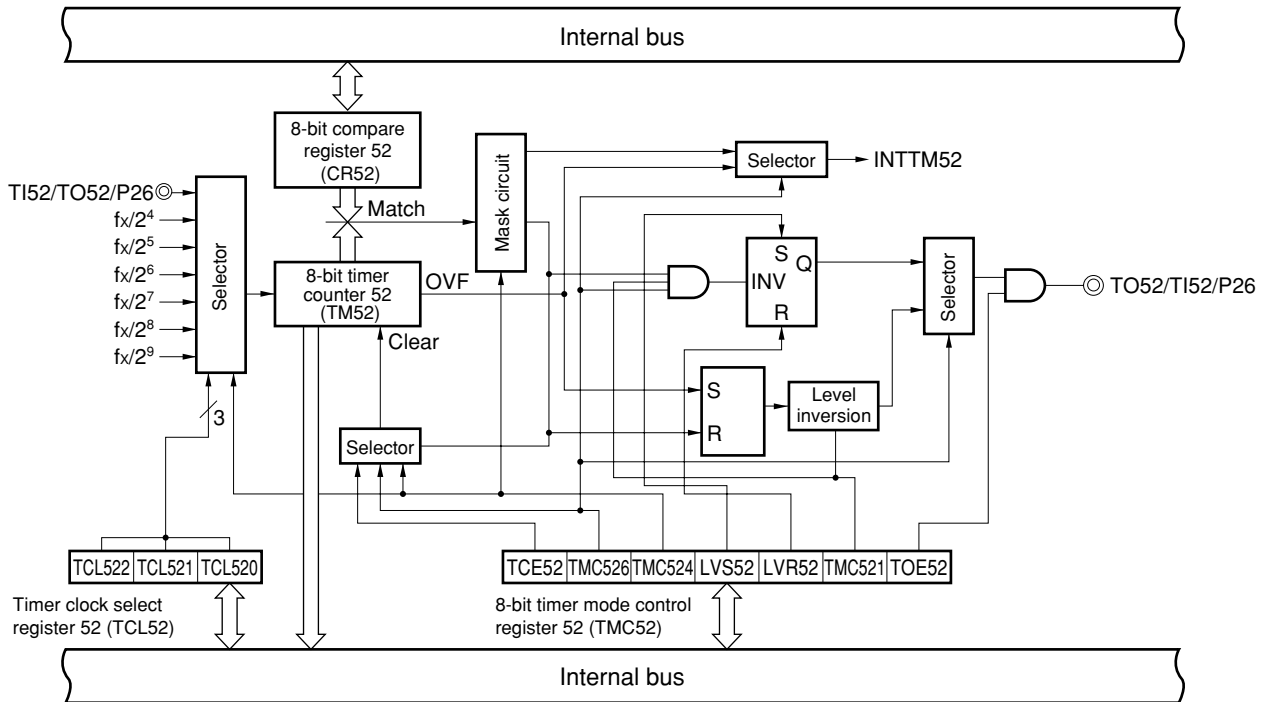 Internal bus
8-bit compare
register 52
(CR52)
Match
Mask circuit
Selector
INTTM52
TI52/TO52/P26
fx/2⁴
fx/2⁵
fx/2⁶
fx/2⁷
fx/2⁸
fx/2⁹
Selector
8-bit timer
counter 52
(TM52)
OVF
Clear
S
Q
INV
R
Selector
TO52/TI52/P26
3
Selector
S
R
Level
inversion
TCL522 TCL521 TCL520
TCE52 TMC526 TMC524 LVS52 LVR52 TMC521 TOE52
Timer clock select
register 52 (TCL52)
8-bit timer mode control
register 52 (TMC52)
Internal bus